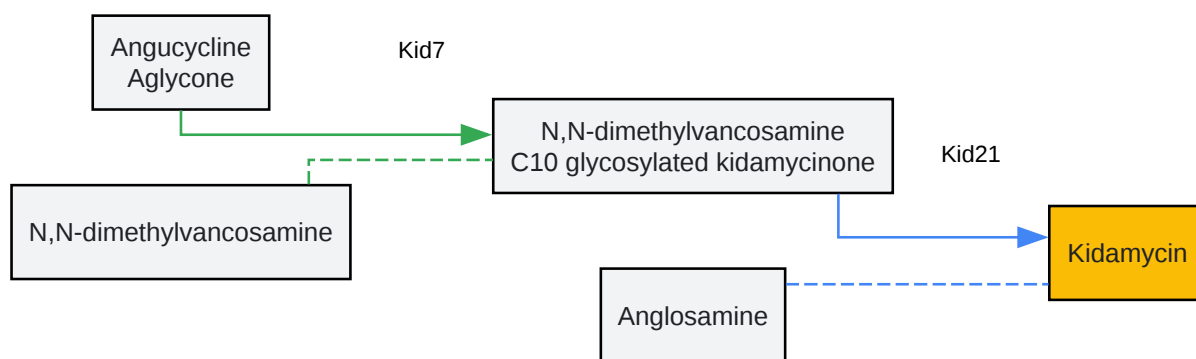 Angucycline
Aglycone
Kid7
N,N-dimethylvancosamine
C10 glycosylated kidamycinone
Kid21
N,N-dimethylvancosamine
Kidamycin
Anglosamine